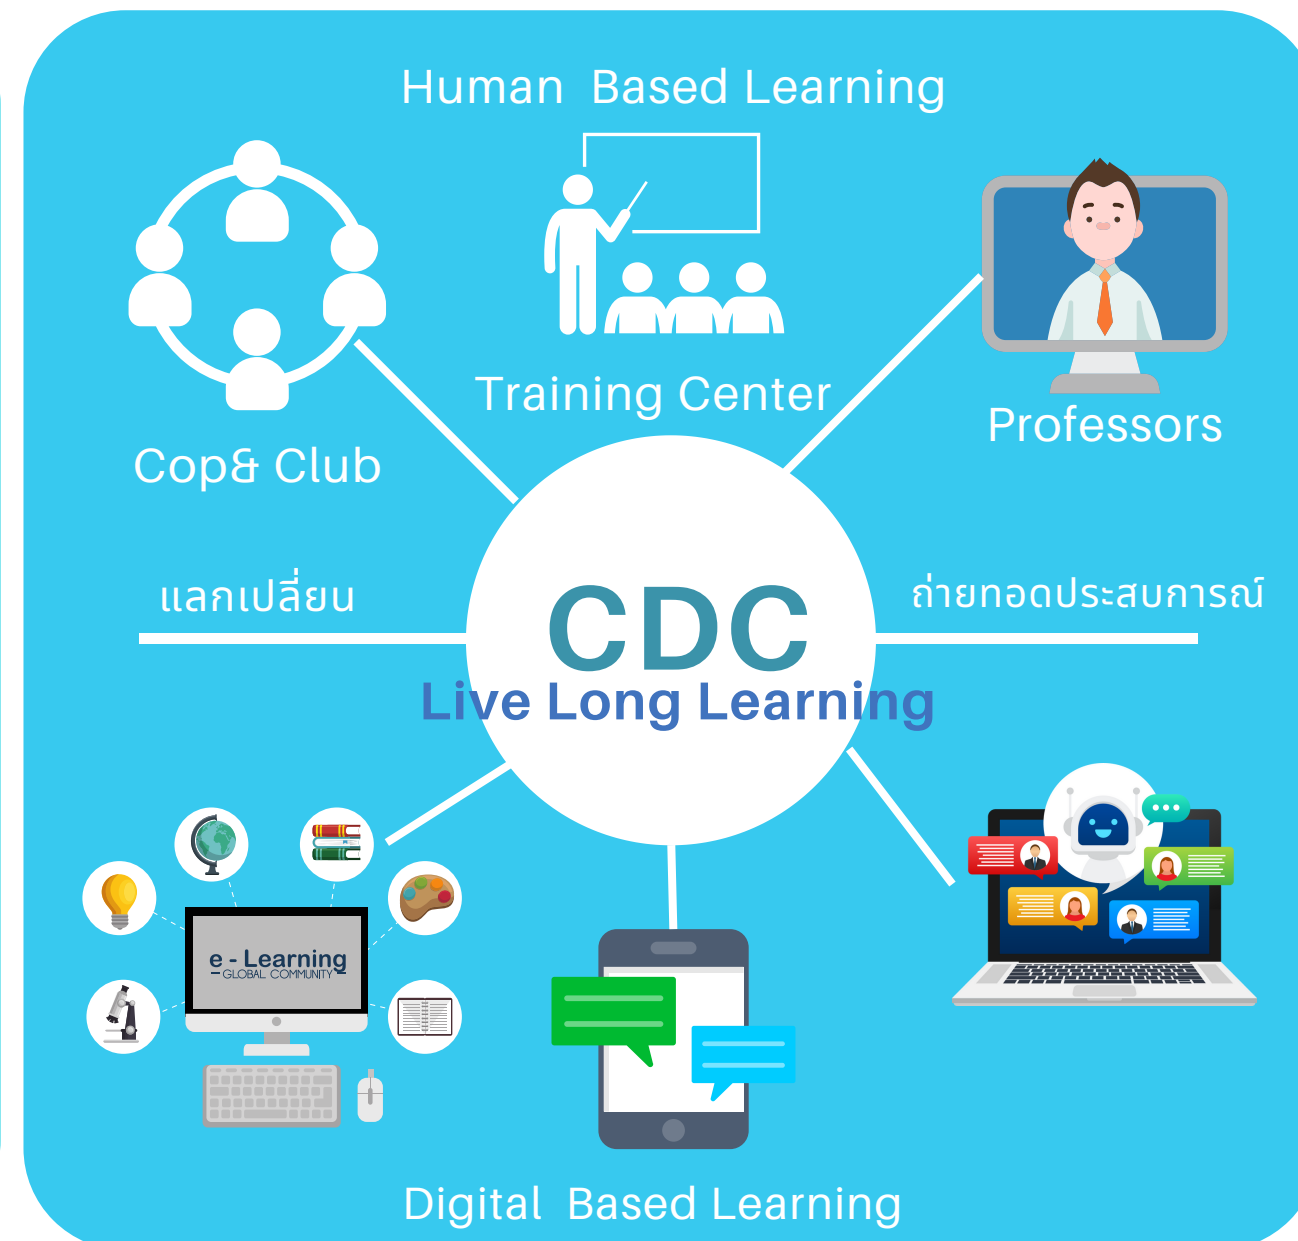 Human Based Learning
Training Center
Professors
Cop& Club
แลกเปลี่ยน
ถ่ายทอดประสบการณ์
CDC
Live Long Learning
e - Learning
GLOBAL COMMUNITY
Digital Based Learning